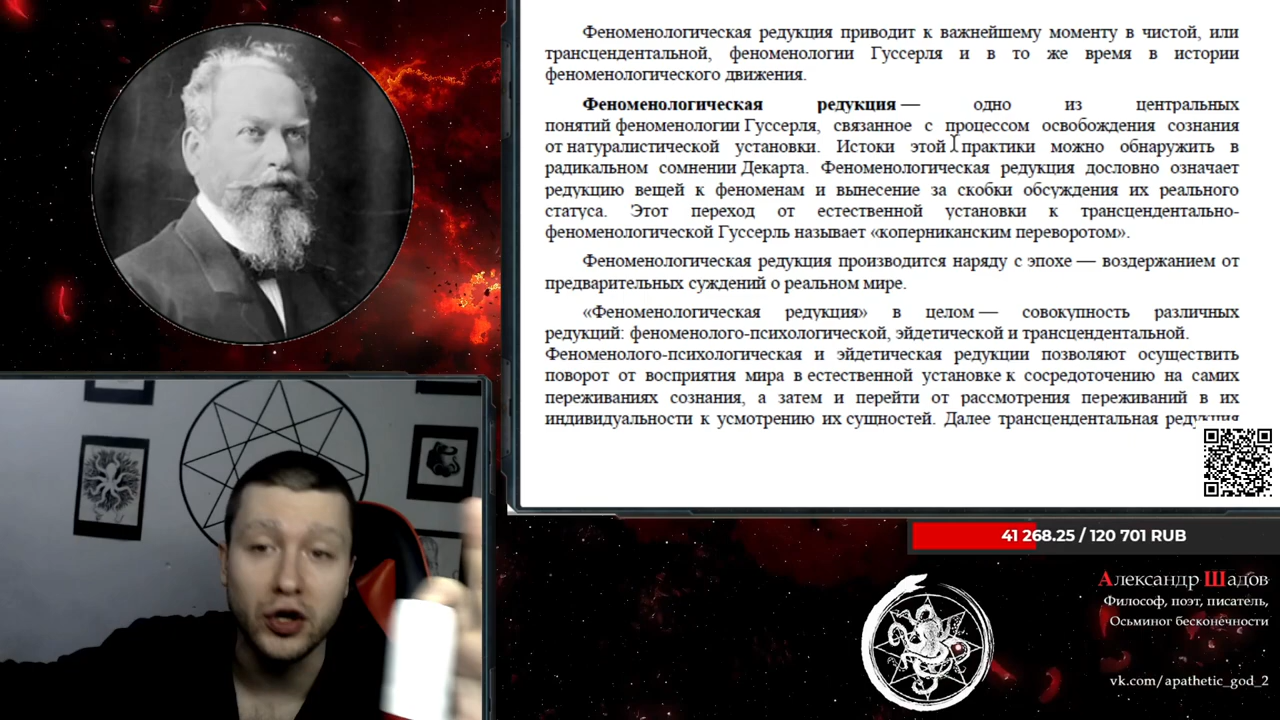 Феноменологическая редукция приводит к важнейшему моменту в чистой, или
трансцендентальной, феноменологии Гуссерля и в то же время в истории
феноменологического движения.
Феноменологическая редукция — одно из центральных
понятий феноменологии Гуссерля, связанное с процессом освобождения сознания
от натуралистической установки. Истоки этой практики можно обнаружить в
радикальном сомнении Декарта. Феноменологическая редукция дословно означает
редукцию вещей к феноменам и вынесение за скобки обсуждения их реального
статуса. Этот переход от естественной установки к трансцендентально-
феноменологической Гуссерль называет «коперниканским переворотом».
Феноменологическая редукция производится наряду с эпохе — воздержанием от
предварительных суждений о реальном мире.
«Феноменологическая редукция» в целом — совокупность различных
редукций: феноменолого-психологической, эйдетической и трансцендентальной.
Феноменолого-психологическая и эйдетическая редукции позволяют осуществить
поворот от восприятия мира в естественной установке к сосредоточению на самих
переживаниях сознания, а затем и перейти от рассмотрения переживаний в их
индивидуальности к усмотрению их сущностей. Далее трансцендентальная редукция
41 268.25 / 120 701 RUB
Александр Шадов
Философ, поэт, писатель,
Осьминог бесконечности
vk.com/apathetic_god_2